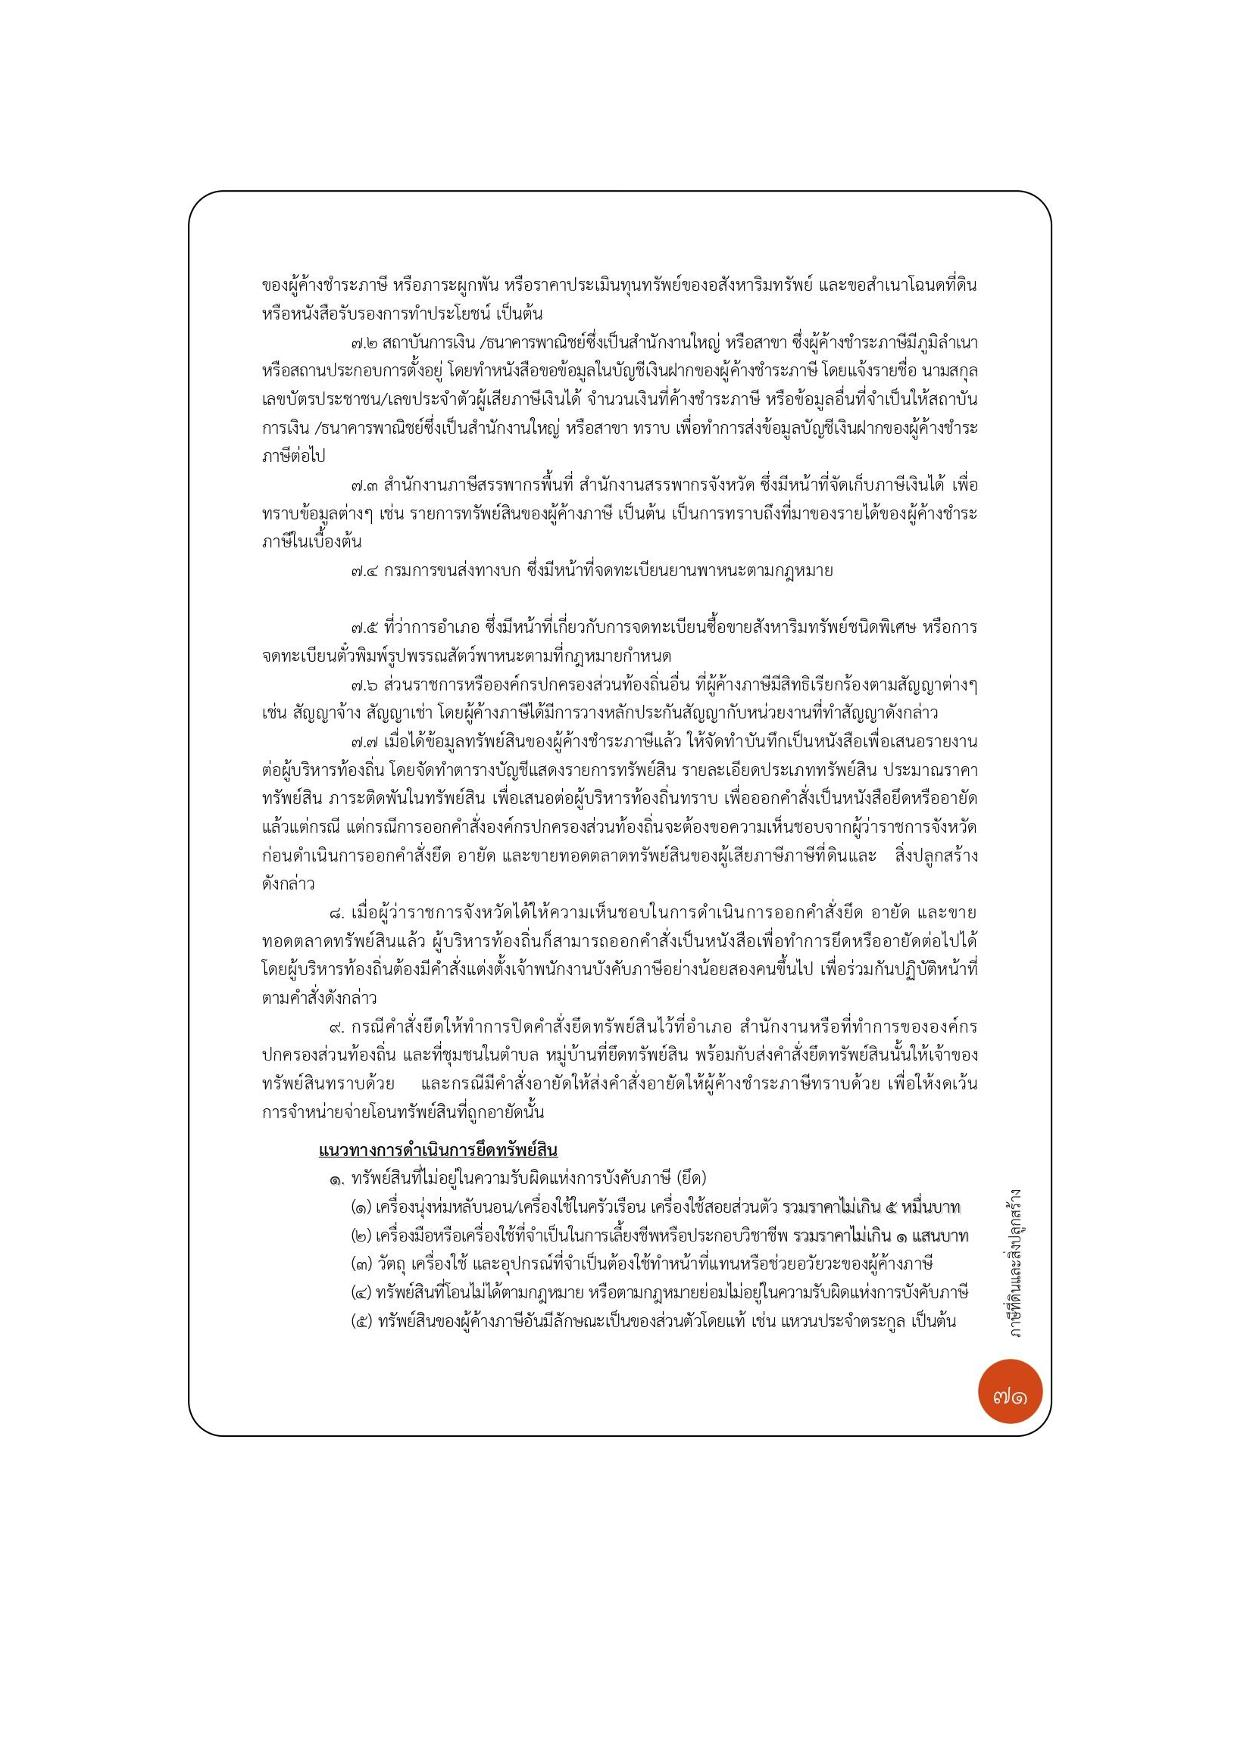 ของผู้ค้างชำระภาษี หรือภาระผูกพัน หรือราคาประเมินทุนทรัพย์ของอสังหาริมทรัพย์ และขอสำเนาโฉนดที่ดิน
หรือหนังสือรับรองการทำประโยชน์ เป็นต้น
๗.๒ สถาบันการเงิน /ธนาคารพาณิชย์ซึ่งเป็นสำนักงานใหญ่ หรือสาขา ซึ่งผู้ค้างชำระภาษีมีภูมิลำเนา
หรือสถานประกอบการตั้งอยู่ โดยทำหนังสือขอข้อมูลในบัญชีเงินฝากของผู้ค้างชำระภาษี โดยแจ้งรายชื่อ นามสกุล
เลขบัตรประชาชน/เลขประจำตัวผู้เสียภาษีเงินได้ จำนวนเงินที่ค้างชำระภาษี หรือข้อมูลอื่นที่จำเป็นให้สถาบัน
การเงิน /ธนาคารพาณิชย์ซึ่งเป็นสำนักงานใหญ่ หรือสาขา ทราบ เพื่อทำการส่งข้อมูลบัญชีเงินฝากของผู้ค้างชำระ
ภาษีต่อไป
๗.๓ สำนักงานภาษีสรรพากรพื้นที่ สำนักงานสรรพากรจังหวัด ซึ่งมีหน้าที่จัดเก็บภาษีเงินได้ เพื่อ
ทราบข้อมูลต่างๆ เช่น รายการทรัพย์สินของผู้ค้างภาษี เป็นต้น เป็นการทราบถึงที่มาของรายได้ของผู้ค้างชำระ
ภาษีในเบื้องต้น
๗.๔ กรมการขนส่งทางบก ซึ่งมีหน้าที่จดทะเบียนยานพาหนะตามกฎหมาย
๗.๕ ที่ว่าการอำเภอ ซึ่งมีหน้าที่เกี่ยวกับการจดทะเบียนซื้อขายสังหาริมทรัพย์ชนิดพิเศษ หรือการ
จดทะเบียนตั๋วพิมพ์รูปพรรณสัตว์พาหนะตามที่กฎหมายกำหนด
๗.๖ ส่วนราชการหรือองค์กรปกครองส่วนท้องถิ่นอื่น ที่ผู้ค้างภาษีมีสิทธิเรียกร้องตามสัญญาต่างๆ
เช่น สัญญาจ้าง สัญญาเช่า โดยผู้ค้างภาษีได้มีการวางหลักประกันสัญญากับหน่วยงานที่ทำสัญญาดังกล่าว
๗.๗ เมื่อได้ข้อมูลทรัพย์สินของผู้ค้างชำระภาษีแล้ว ให้จัดทำบันทึกเป็นหนังสือเพื่อเสนอรายงาน
ต่อผู้บริหารท้องถิ่น โดยจัดทำตารางบัญชีแสดงรายการทรัพย์สิน รายละเอียดประเภททรัพย์สิน ประมาณราคา
ทรัพย์สิน ภาระติดพันในทรัพย์สิน เพื่อเสนอต่อผู้บริหารท้องถิ่นทราบ เพื่อออกคำสั่งเป็นหนังสือยึดหรืออายัด
แล้วแต่กรณี แต่กรณีการออกคำสั่งองค์กรปกครองส่วนท้องถิ่นจะต้องขอความเห็นชอบจากผู้ว่าราชการจังหวัด
ก่อนดำเนินการออกคำสั่งยึด อายัด และขายทอดตลาดทรัพย์สินของผู้เสียภาษีภาษีที่ดินและ สิ่งปลูกสร้าง
ดังกล่าว
๘. เมื่อผู้ว่าราชการจังหวัดได้ให้ความเห็นชอบในการดำเนินการออกคำสั่งยึด อายัด และขาย
ทอดตลาดทรัพย์สินแล้ว ผู้บริหารท้องถิ่นก็สามารถออกคำสั่งเป็นหนังสือเพื่อทำการยึดหรืออายัดต่อไปได้
โดยผู้บริหารท้องถิ่นต้องมีคำสั่งแต่งตั้งเจ้าพนักงานบังคับภาษีอย่างน้อยสองคนขึ้นไป เพื่อร่วมกันปฏิบัติหน้าที่
ตามคำสั่งดังกล่าว
๙. กรณีคำสั่งยึดให้ทำการปิดคำสั่งยึดทรัพย์สินไว้ที่อำเภอ สำนักงานหรือที่ทำการขององค์กร
ปกครองส่วนท้องถิ่น และที่ชุมชนในตำบล หมู่บ้านที่ยึดทรัพย์สิน พร้อมกับส่งคำสั่งยึดทรัพย์สินนั้นให้เจ้าของ
ทรัพย์สินทราบด้วย และกรณีมีคำสั่งอายัดให้ส่งคำสั่งอายัดให้ผู้ค้างชำระภาษีทราบด้วย เพื่อให้งดเว้น
การจำหน่ายจ่ายโอนทรัพย์สินที่ถูกอายัดนั้น
แนวทางการดำเนินการยึดทรัพย์สิน
๑. ทรัพย์สินที่ไม่อยู่ในความรับผิดแห่งการบังคับภาษี (ยึด)
(๑) เครื่องนุ่งห่มหลับนอน/เครื่องใช้ในครัวเรือน เครื่องใช้สอยส่วนตัว รวมราคาไม่เกิน ๕ หมื่นบาท
(๒) เครื่องมือหรือเครื่องใช้ที่จำเป็นในการเลี้ยงชีพหรือประกอบวิชาชีพ รวมราคาไม่เกิน ๑ แสนบาท
(๓) วัตถุ เครื่องใช้ และอุปกรณ์ที่จำเป็นต้องใช้ทำหน้าที่แทนหรือช่วยอวัยวะของผู้ค้างภาษี
(๔) ทรัพย์สินที่โอนไม่ได้ตามกฎหมาย หรือตามกฎหมายย่อมไม่อยู่ในความรับผิดแห่งการบังคับภาษี
(๕) ทรัพย์สินของผู้ค้างภาษีอันมีลักษณะเป็นของส่วนตัวโดยแท้ เช่น แหวนประจำตระกูล เป็นต้น
ภาษีที่ดินและสิ่งปลูกสร้าง
๗๑